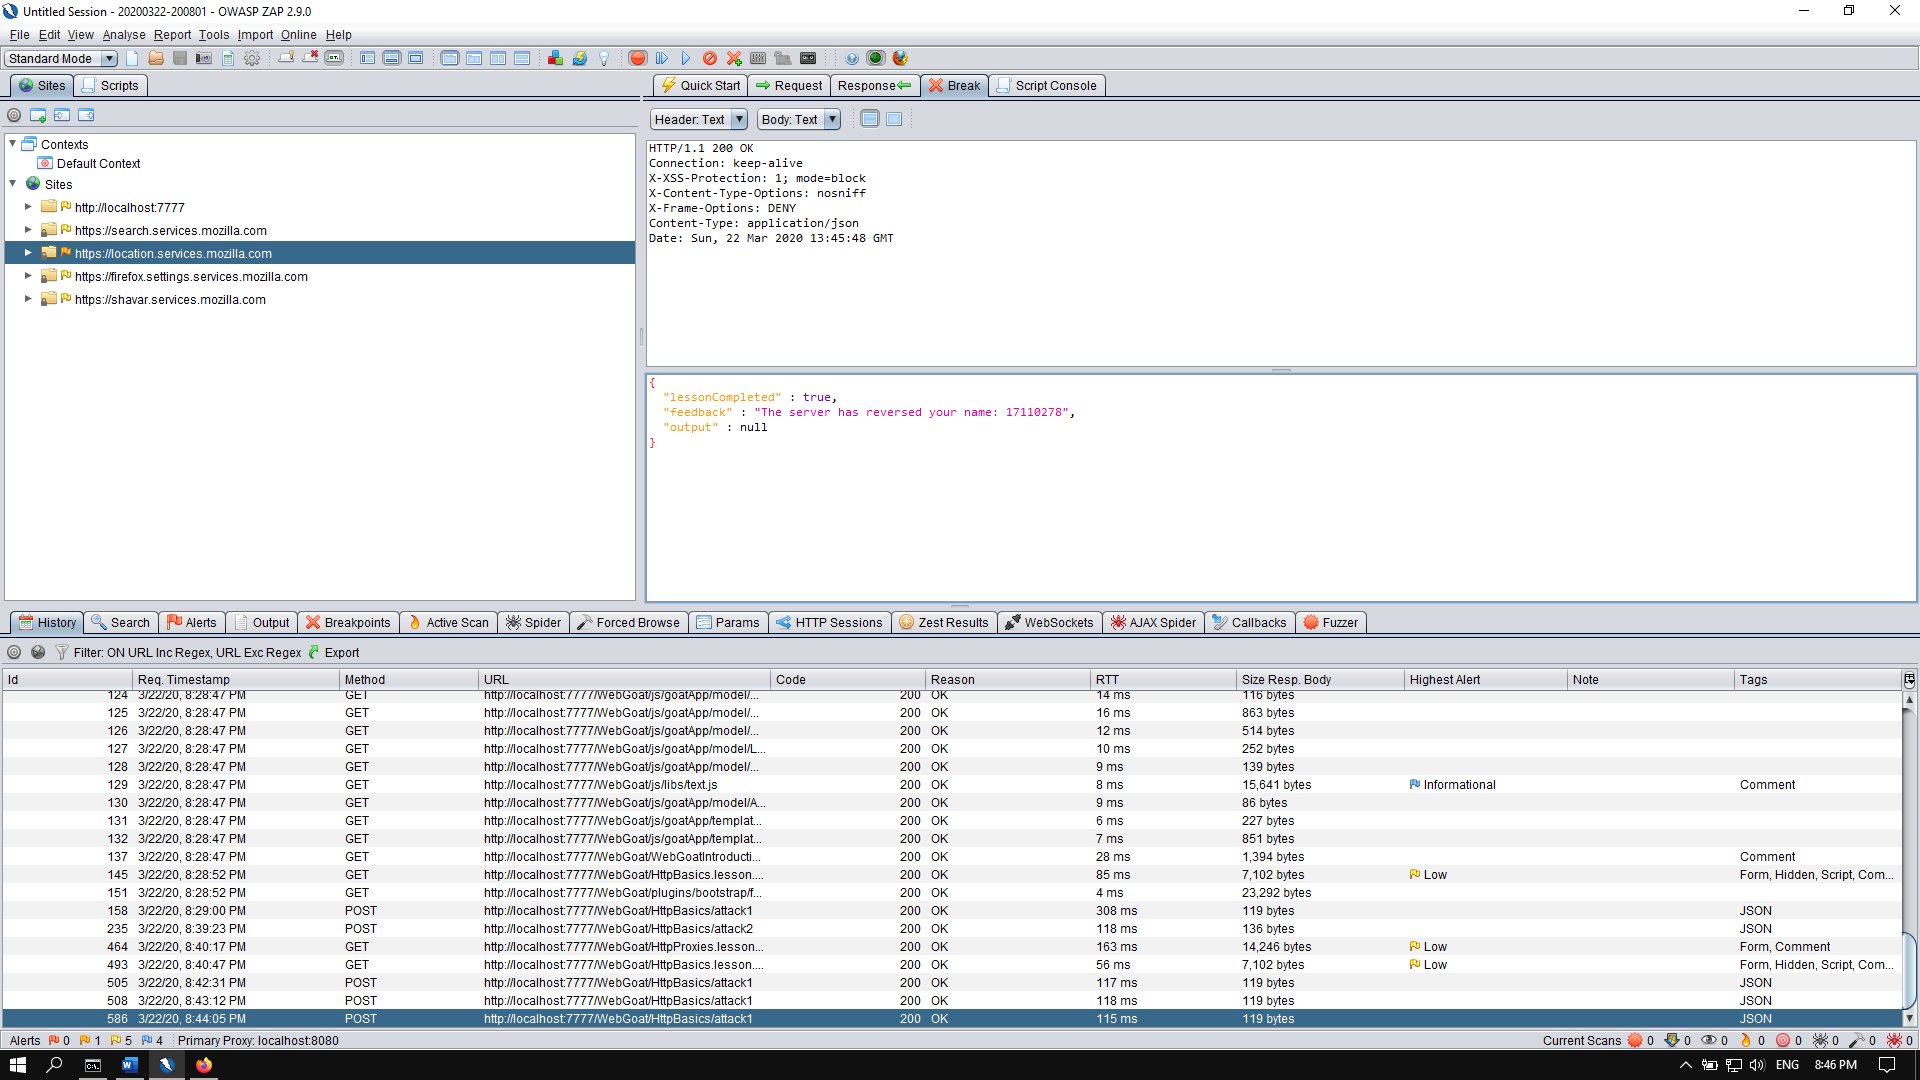 Untitled Session - 20200322-200801 - OWASP ZAP 2.9.0
File Edit View Analyse Report Tools Import Online Help
Standard Mode
Sites Scripts
Quick Start Request Response Break Script Console
Header: Text Body: Text
Contexts
Default Context
Sites
http://localhost:7777
https://search.services.mozilla.com
https://location.services.mozilla.com
https://firefox.settings.services.mozilla.com
https://shavar.services.mozilla.com
HTTP/1.1 200 OK
Connection: keep-alive
X-XSS-Protection: 1; mode=block
X-Content-Type-Options: nosniff
X-Frame-Options: DENY
Content-Type: application/json
Date: Sun, 22 Mar 2020 13:45:48 GMT
{
"lessonCompleted" : true,
"feedback" : "The server has reversed your name: 17110278",
"output" : null
}
History Search Alerts Output Breakpoints Active Scan Spider Forced Browse Params HTTP Sessions Zest Results WebSockets AJAX Spider Callbacks Fuzzer
Filter: ON URL Inc Regex, URL Exc Regex Export
Id Req. Timestamp Method URL Code Reason RTT Size Resp. Body Highest Alert Note Tags
124 3/22/20, 8:28:47 PM GET http://localhost:7777/WebGoat/js/goatApp/model/... 200 OK 14 ms 116 bytes
125 3/22/20, 8:28:47 PM GET http://localhost:7777/WebGoat/js/goatApp/model/... 200 OK 16 ms 863 bytes
126 3/22/20, 8:28:47 PM GET http://localhost:7777/WebGoat/js/goatApp/model/... 200 OK 12 ms 514 bytes
127 3/22/20, 8:28:47 PM GET http://localhost:7777/WebGoat/js/goatApp/model/L... 200 OK 10 ms 252 bytes
128 3/22/20, 8:28:47 PM GET http://localhost:7777/WebGoat/js/goatApp/model/... 200 OK 9 ms 139 bytes
129 3/22/20, 8:28:47 PM GET http://localhost:7777/WebGoat/js/libs/text.js 200 OK 8 ms 15,641 bytes Informational Comment
130 3/22/20, 8:28:47 PM GET http://localhost:7777/WebGoat/js/goatApp/model/A... 200 OK 9 ms 86 bytes
131 3/22/20, 8:28:47 PM GET http://localhost:7777/WebGoat/js/goatApp/templat... 200 OK 6 ms 227 bytes
132 3/22/20, 8:28:47 PM GET http://localhost:7777/WebGoat/js/goatApp/templat... 200 OK 7 ms 851 bytes
137 3/22/20, 8:28:47 PM GET http://localhost:7777/WebGoat/WebGoatIntroducti... 200 OK 28 ms 1,394 bytes Comment
145 3/22/20, 8:28:52 PM GET http://localhost:7777/WebGoat/HttpBasics.lesson.... 200 OK 85 ms 7,102 bytes Low Form, Hidden, Script, Com...
151 3/22/20, 8:28:52 PM GET http://localhost:7777/WebGoat/plugins/bootstrap/f... 200 OK 4 ms 23,292 bytes
158 3/22/20, 8:29:00 PM POST http://localhost:7777/WebGoat/HttpBasics/attack1 200 OK 308 ms 119 bytes JSON
235 3/22/20, 8:39:23 PM POST http://localhost:7777/WebGoat/HttpBasics/attack2 200 OK 118 ms 136 bytes JSON
464 3/22/20, 8:40:17 PM GET http://localhost:7777/WebGoat/HttpProxies.lesson... 200 OK 163 ms 14,246 bytes Low Form, Comment
493 3/22/20, 8:40:47 PM GET http://localhost:7777/WebGoat/HttpBasics.lesson.... 200 OK 56 ms 7,102 bytes Low Form, Hidden, Script, Com...
505 3/22/20, 8:42:31 PM POST http://localhost:7777/WebGoat/HttpBasics/attack1 200 OK 117 ms 119 bytes JSON
508 3/22/20, 8:43:12 PM POST http://localhost:7777/WebGoat/HttpBasics/attack1 200 OK 118 ms 119 bytes JSON
586 3/22/20, 8:44:05 PM POST http://localhost:7777/WebGoat/HttpBasics/attack1 200 OK 115 ms 119 bytes JSON
Alerts 0 1 5 4 Primary Proxy: localhost:8080 Current Scans 0 0 0 0 0 0 0 0
ENG 8:46 PM